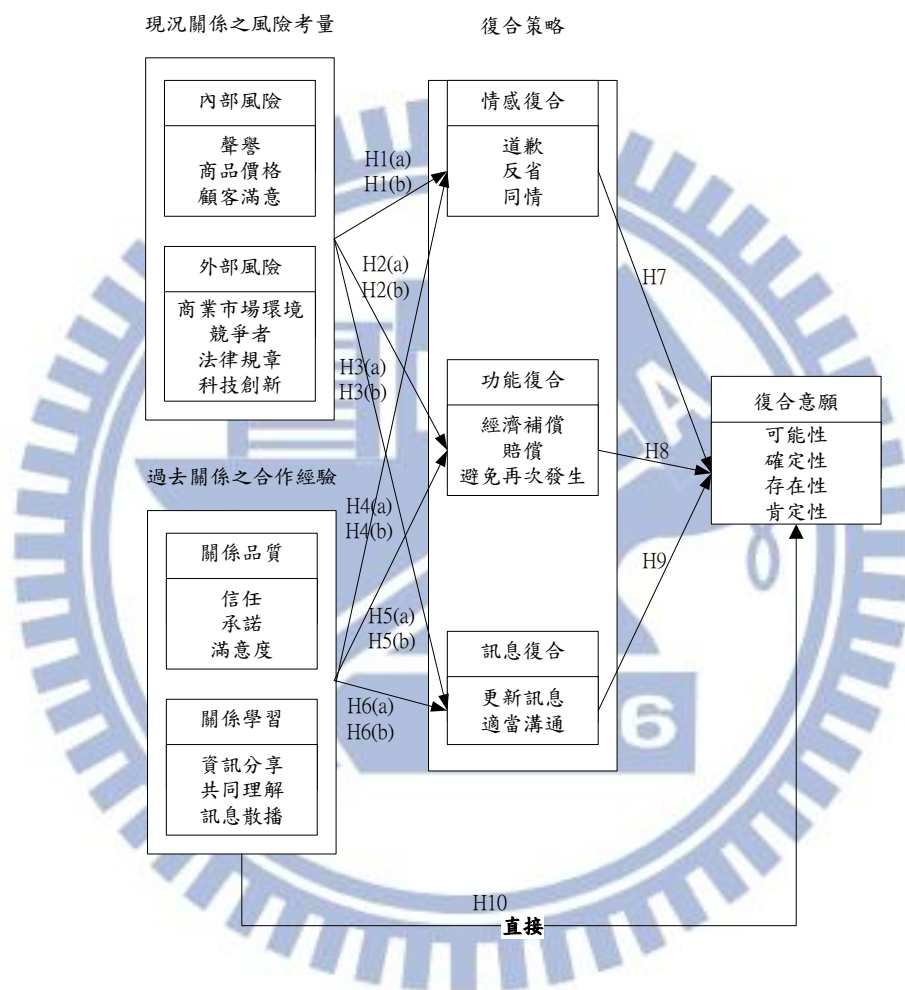 現況關係之風險考量
內部風險
聲譽
商品價格
顧客滿意
外部風險
商業市場環境
競爭者
法律規章
科技創新
過去關係之合作經驗
關係品質
信任
承諾
滿意度
關係學習
資訊分享
共同理解
訊息散播
H1(a)
H1(b)
H2(a)
H2(b)
H3(a)
H3(b)
H4(a)
H4(b)
H5(a)
H5(b)
H6(a)
H6(b)
復合策略
情感復合
道歉
反省
同情
功能復合
經濟補償
賠償
避免再次發生
訊息復合
更新訊息
適當溝通
H7
H8
H9
復合意願
可能性
確定性
存在性
肯定性
H10
直接
6